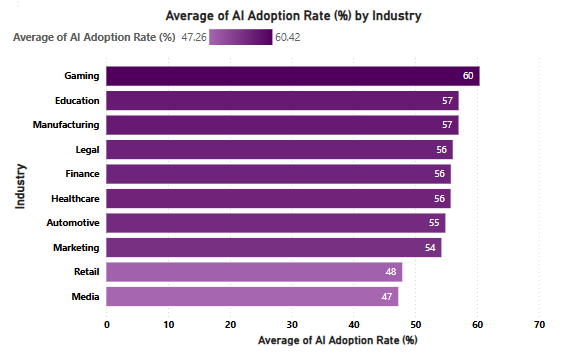 Average of AI Adoption Rate (%) by Industry
Average of AI Adoption Rate (%) 47.26 60.42
Industry
Gaming 60
Education 57
Manufacturing 57
Legal 56
Finance 56
Healthcare 56
Automotive 55
Marketing 54
Retail 48
Media 47
0 10 20 30 40 50 60 70
Average of AI Adoption Rate (%)